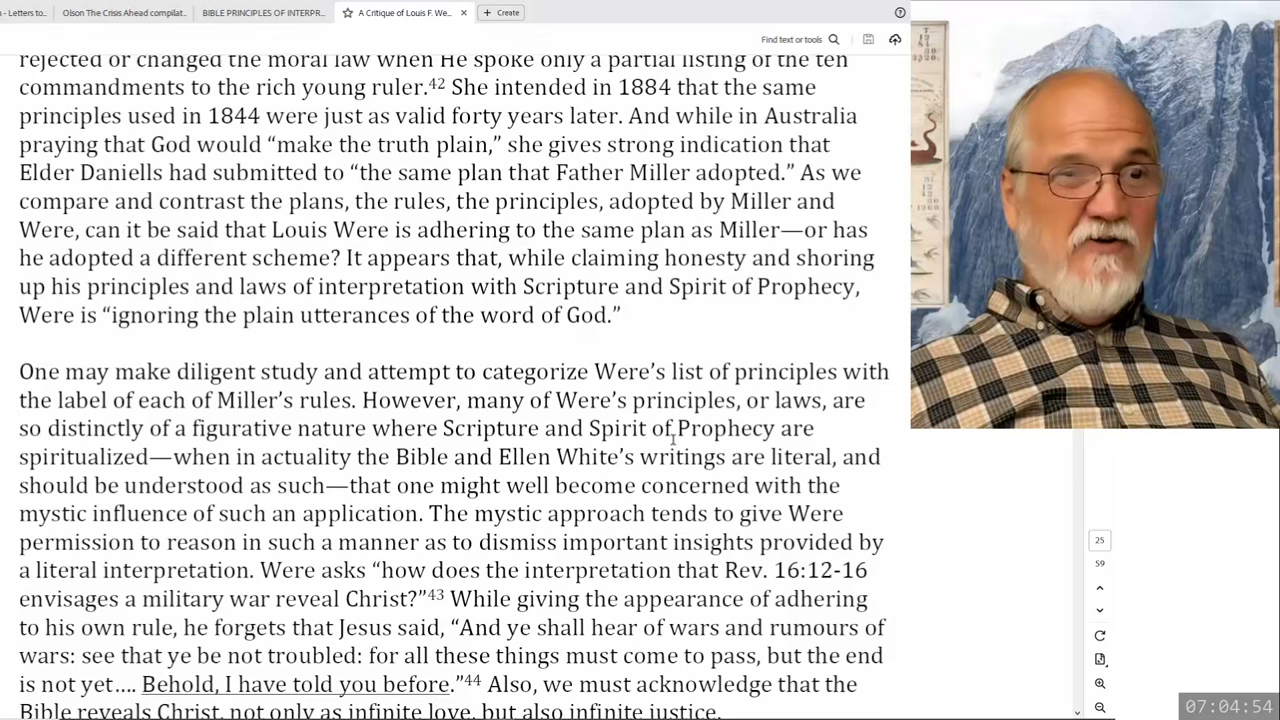 - Letters to...
Olson The Crisis Ahead compilat..
BIBLE PRINCIPLES OF INTERPR...
A Critique of Louis F. We...
Create
Find text or tools
rejected or changed the moral law when He spoke only a partial listing of the ten
commandments to the rich young ruler.42 She intended in 1884 that the same
principles used in 1844 were just as valid forty years later. And while in Australia
praying that God would “make the truth plain,” she gives strong indication that
Elder Daniells had submitted to “the same plan that Father Miller adopted.” As we
compare and contrast the plans, the rules, the principles, adopted by Miller and
Were, can it be said that Louis Were is adhering to the same plan as Miller—or has
he adopted a different scheme? It appears that, while claiming honesty and shoring
up his principles and laws of interpretation with Scripture and Spirit of Prophecy,
Were is “ignoring the plain utterances of the word of God.”
One may make diligent study and attempt to categorize Were’s list of principles with
the label of each of Miller’s rules. However, many of Were’s principles, or laws, are
so distinctly of a figurative nature where Scripture and Spirit of Prophecy are
spiritualized—when in actuality the Bible and Ellen White’s writings are literal, and
should be understood as such—that one might well become concerned with the
mystic influence of such an application. The mystic approach tends to give Were
permission to reason in such a manner as to dismiss important insights provided by
a literal interpretation. Were asks “how does the interpretation that Rev. 16:12-16
envisages a military war reveal Christ?”43 While giving the appearance of adhering
to his own rule, he forgets that Jesus said, “And ye shall hear of wars and rumours of
wars: see that ye be not troubled: for all these things must come to pass, but the end
is not yet…. Behold, I have told you before.”44 Also, we must acknowledge that the
Bible reveals Christ, not only as infinite love, but also infinite justice.
25
59
07:04:54